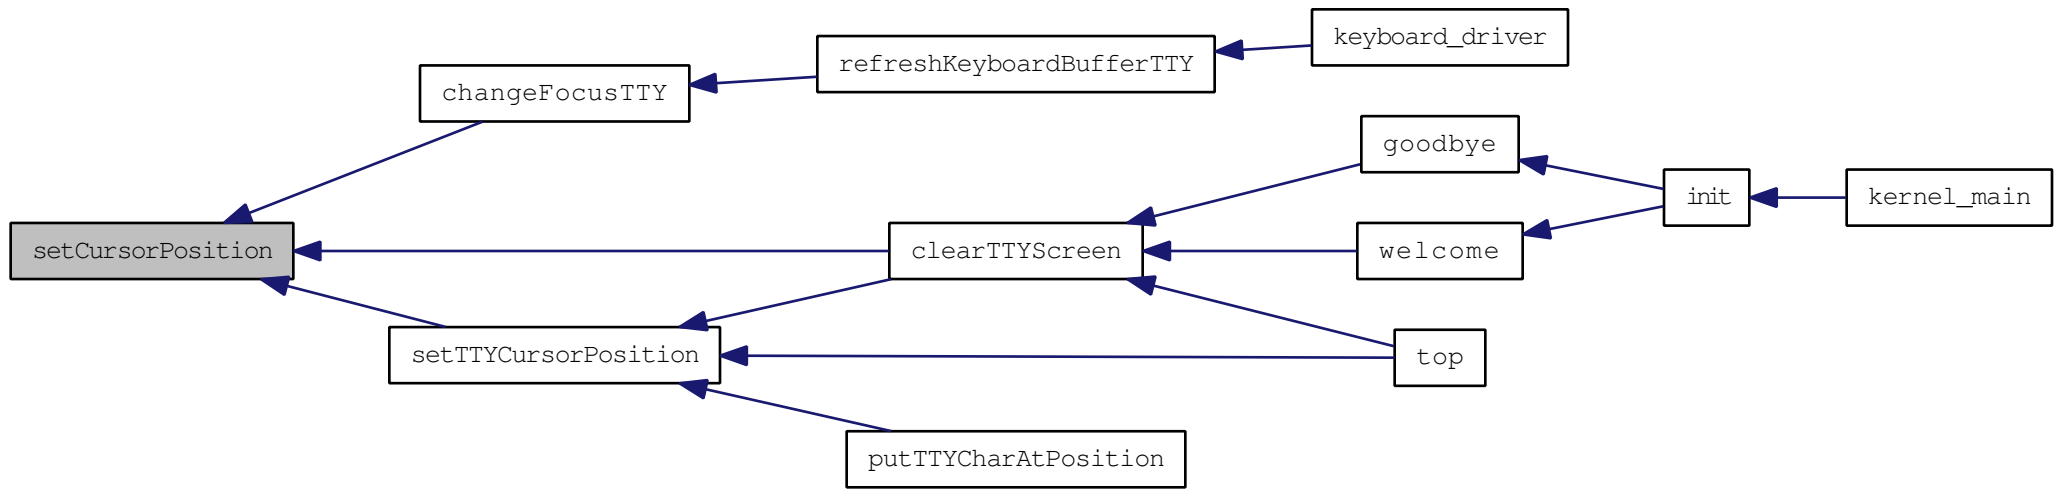 keyboard_driver
refreshKeyboardBufferTTY
changeFocusTTY
goodbye
init
kernel_main
setCursorPosition
clearTTYScreen
welcome
setTTYCursorPosition
top
putTTYCharAtPosition